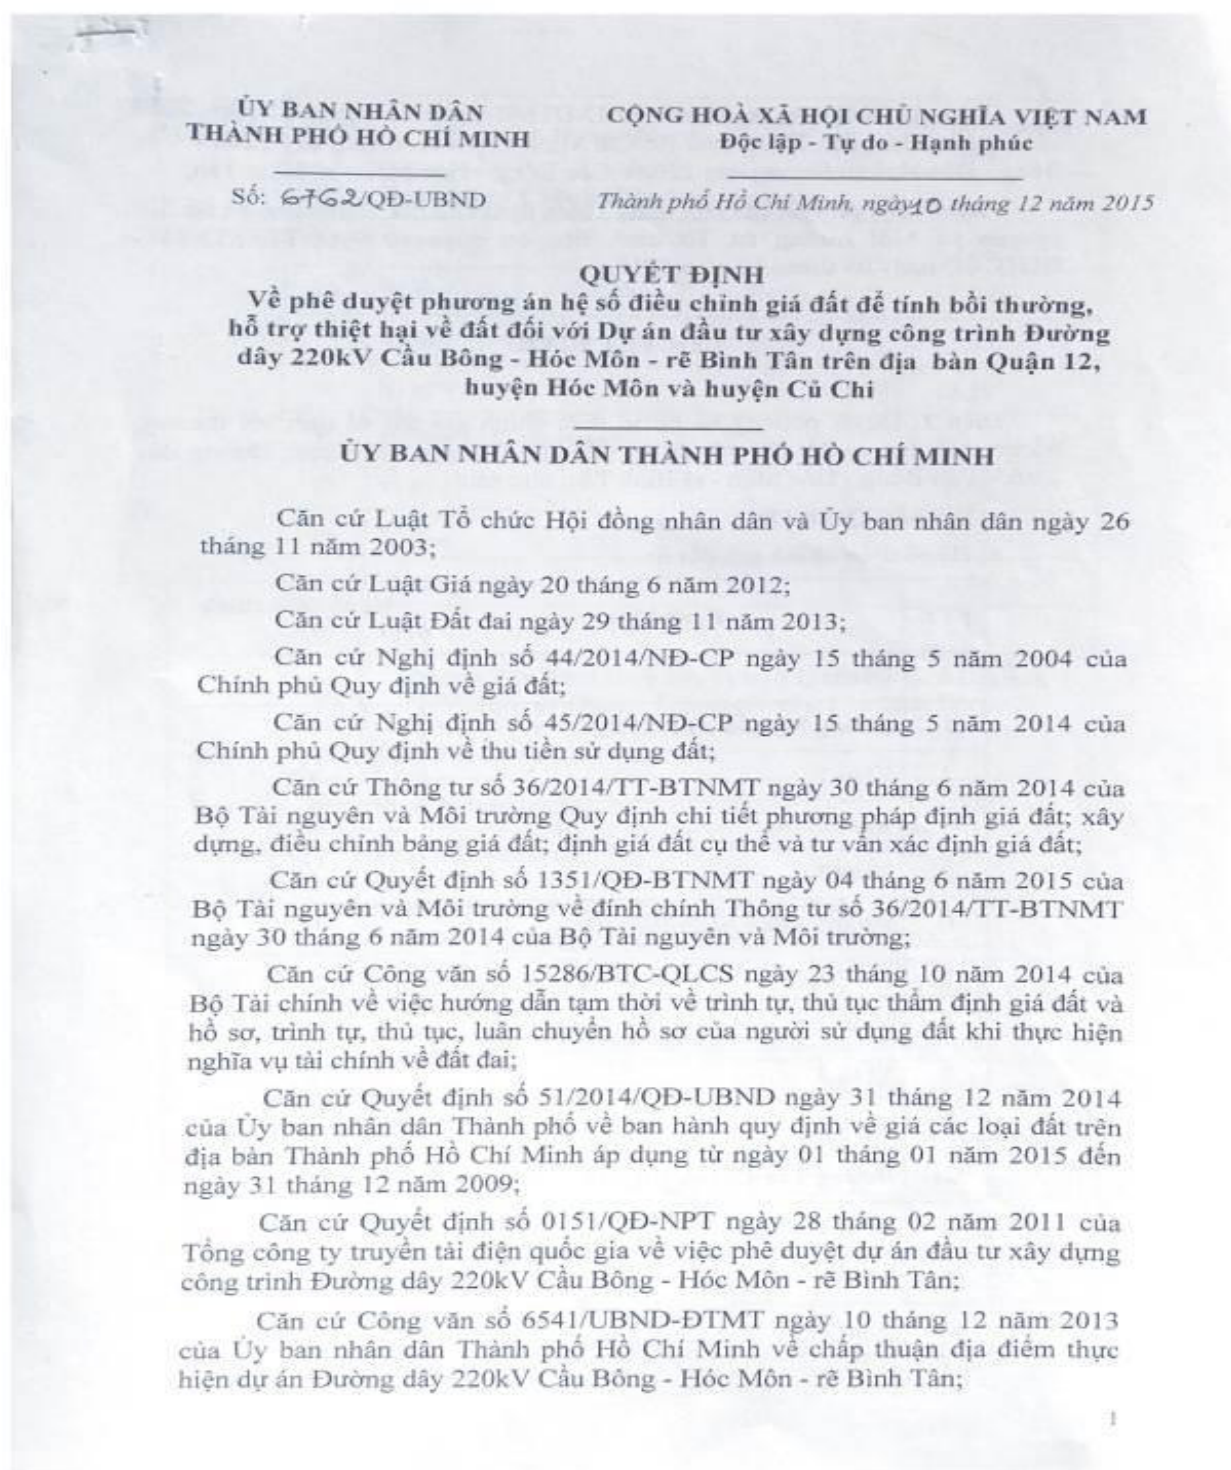 ỦY BAN NHÂN DÂN
THÀNH PHỐ HỒ CHÍ MINH
CỘNG HOÀ XÃ HỘI CHỦ NGHĨA VIỆT NAM
Độc lập - Tự do - Hạnh phúc
Số: 6762/QĐ-UBND
Thành phố Hồ Chí Minh, ngày 10 tháng 12 năm 2015
QUYẾT ĐỊNH
Về phê duyệt phương án hệ số điều chỉnh giá đất để tính bồi thường,
hỗ trợ thiệt hại về đất đối với Dự án đầu tư xây dựng công trình Đường
dây 220kV Cầu Bông - Hóc Môn - rẽ Bình Tân trên địa bàn Quận 12,
huyện Hóc Môn và huyện Củ Chi
ỦY BAN NHÂN DÂN THÀNH PHỐ HỒ CHÍ MINH
Căn cứ Luật Tổ chức Hội đồng nhân dân và Ủy ban nhân dân ngày 26
tháng 11 năm 2003;
Căn cứ Luật Giá ngày 20 tháng 6 năm 2012;
Căn cứ Luật Đất đai ngày 29 tháng 11 năm 2013;
Căn cứ Nghị định số 44/2014/NĐ-CP ngày 15 tháng 5 năm 2004 của
Chính phủ Quy định về giá đất;
Căn cứ Nghị định số 45/2014/NĐ-CP ngày 15 tháng 5 năm 2014 của
Chính phủ Quy định về thu tiền sử dụng đất;
Căn cứ Thông tư số 36/2014/TT-BTNMT ngày 30 tháng 6 năm 2014 của
Bộ Tài nguyên và Môi trường Quy định chi tiết phương pháp định giá đất; xây
dựng, điều chỉnh bảng giá đất; định giá đất cụ thể và tư vấn xác định giá đất;
Căn cứ Quyết định số 1351/QĐ-BTNMT ngày 04 tháng 6 năm 2015 của
Bộ Tài nguyên và Môi trường về đính chính Thông tư số 36/2014/TT-BTNMT
ngày 30 tháng 6 năm 2014 của Bộ Tài nguyên và Môi trường;
Căn cứ Công văn số 15286/BTC-QLCS ngày 23 tháng 10 năm 2014 của
Bộ Tài chính về việc hướng dẫn tạm thời về trình tự, thủ tục thẩm định giá đất và
hồ sơ, trình tự, thủ tục, luân chuyển hồ sơ của người sử dụng đất khi thực hiện
nghĩa vụ tài chính về đất đai;
Căn cứ Quyết định số 51/2014/QĐ-UBND ngày 31 tháng 12 năm 2014
của Ủy ban nhân dân Thành phố về ban hành quy định về giá các loại đất trên
địa bàn Thành phố Hồ Chí Minh áp dụng từ ngày 01 tháng 01 năm 2015 đến
ngày 31 tháng 12 năm 2009;
Căn cứ Quyết định số 0151/QĐ-NPT ngày 28 tháng 02 năm 2011 của
Tổng công ty truyền tải điện quốc gia về việc phê duyệt dự án đầu tư xây dựng
công trình Đường dây 220kV Cầu Bông - Hóc Môn - rẽ Bình Tân;
Căn cứ Công văn số 6541/UBND-ĐTMT ngày 10 tháng 12 năm 2013
của Ủy ban nhân dân Thành phố Hồ Chí Minh về chấp thuận địa điểm thực
hiện dự án Đường dây 220kV Cầu Bông - Hóc Môn - rẽ Bình Tân;
1